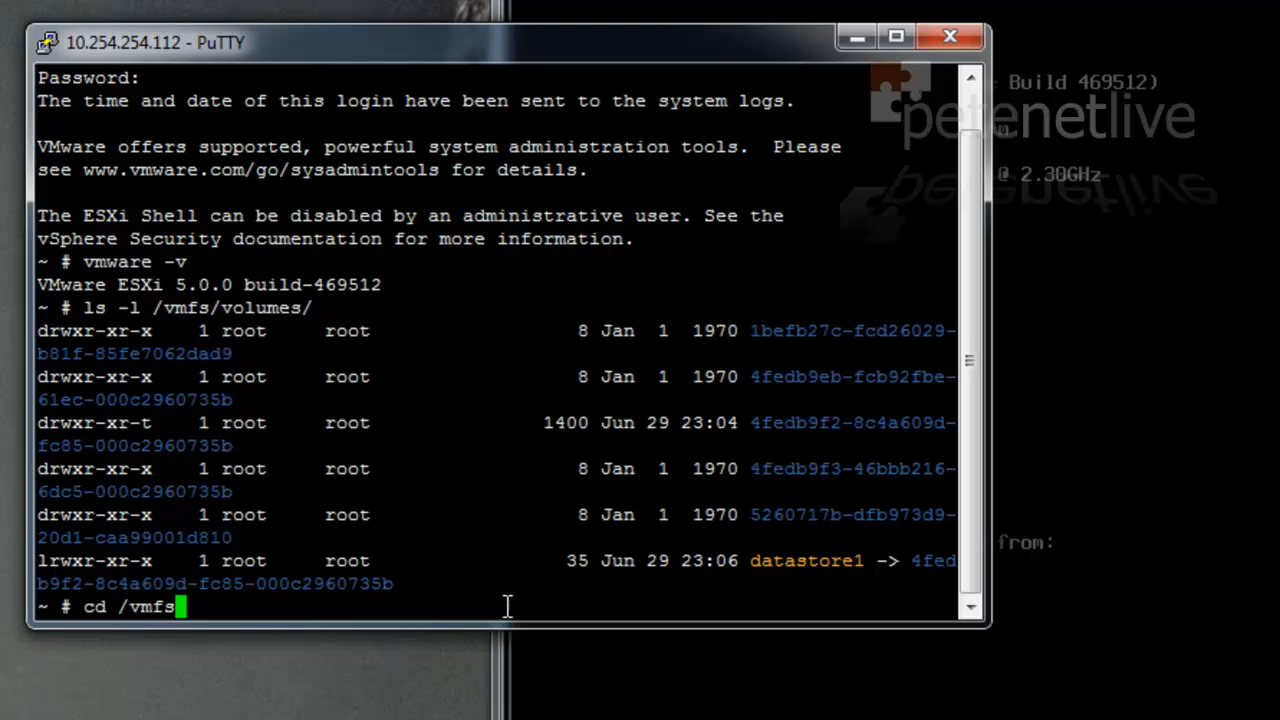 10.254.254.112 - PuTTY
Password:
The time and date of this login have been sent to the system logs.
VMware offers supported, powerful system administration tools.  Please
see www.vmware.com/go/sysadmintools for details.
The ESXi Shell can be disabled by an administrative user. See the
vSphere Security documentation for more information.
~ # vmware -v
VMware ESXi 5.0.0 build-469512
~ # ls -l /vmfs/volumes/
drwxr-xr-x    1 root     root                  8 Jan  1  1970 1befb27c-fcd26029-
b81f-85fe7062dad9
drwxr-xr-x    1 root     root                  8 Jan  1  1970 4fedb9eb-fcb92fbe-
61ec-000c2960735b
drwxr-xr-t    1 root     root               1400 Jun 29 23:04 4fedb9f2-8c4a609d-
fc85-000c2960735b
drwxr-xr-x    1 root     root                  8 Jan  1  1970 4fedb9f3-46bbb216-
6dc5-000c2960735b
drwxr-xr-x    1 root     root                  8 Jan  1  1970 5260717b-dfb973d9-
20d1-caa99001d810
lrwxr-xr-x    1 root     root                 35 Jun 29 23:06 datastore1 -> 4fed
b9f2-8c4a609d-fc85-000c2960735b
~ # cd /vmfs
Build 469512)
petenetlive
@ 2.30GHz
from: